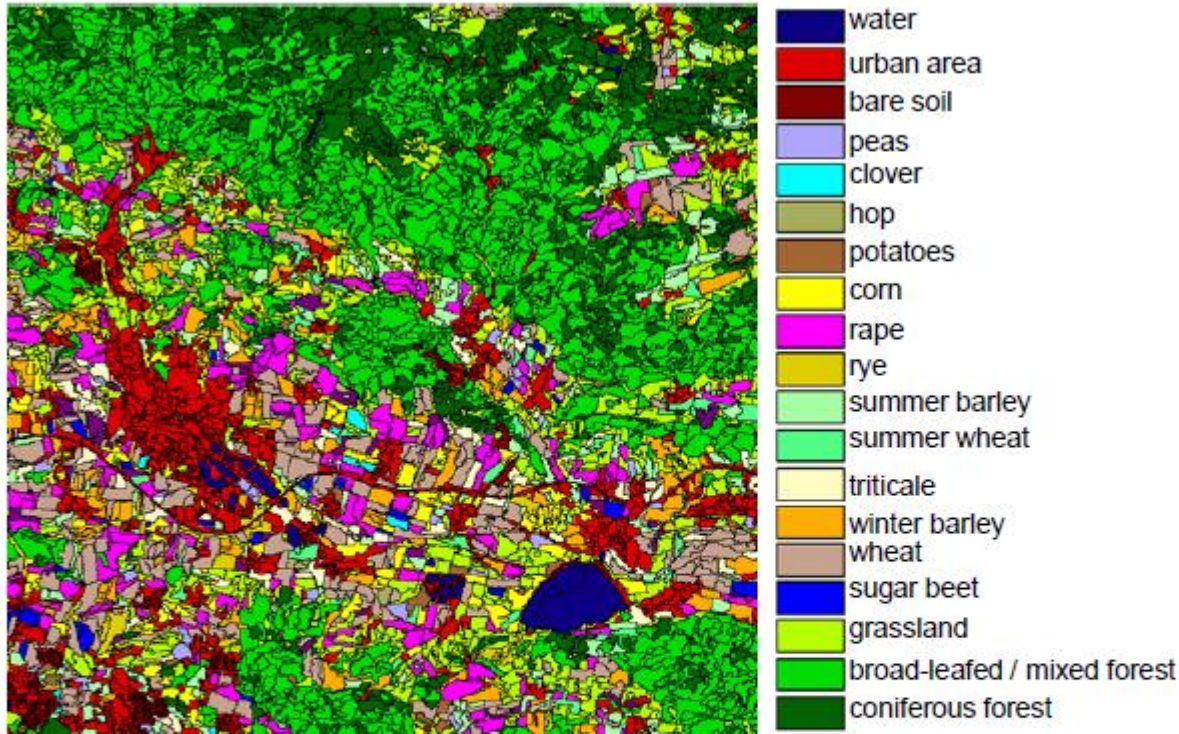 water
urban area
bare soil
peas
clover
hop
potatoes
corn
rape
rye
summer barley
summer wheat
triticale
winter barley
wheat
sugar beet
grassland
broad-leafed / mixed forest
coniferous forest